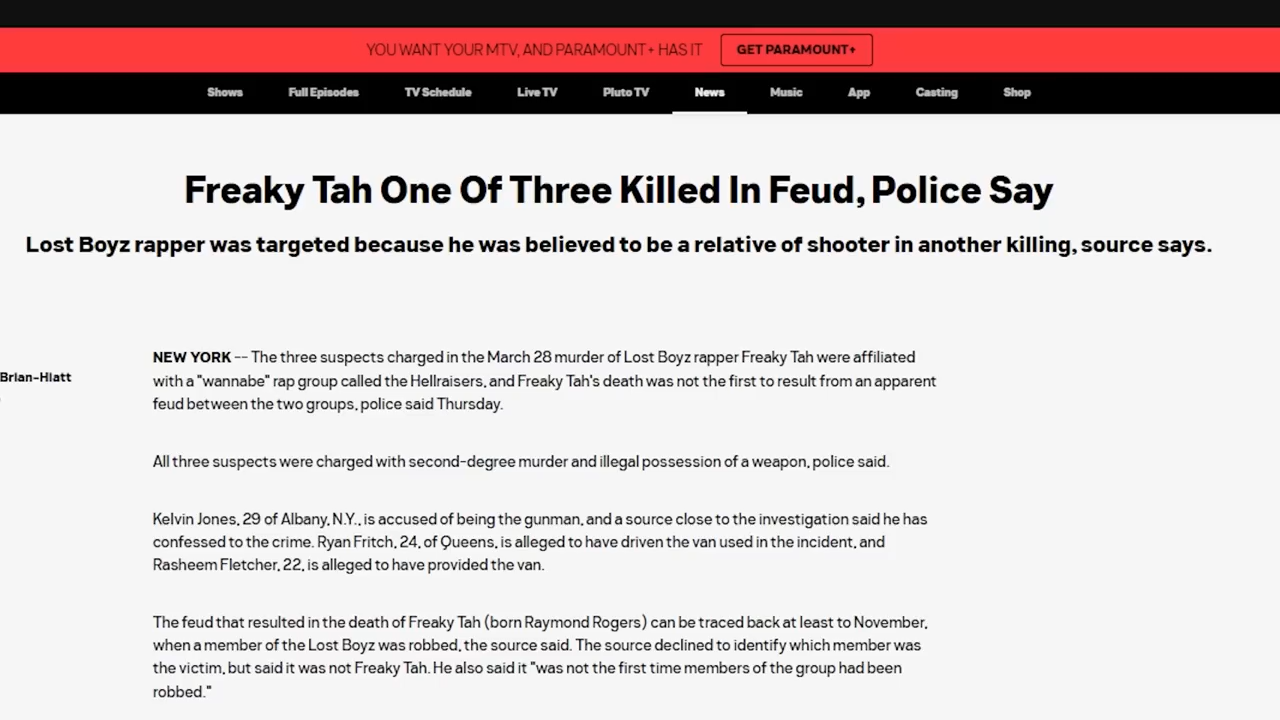 YOU WANT YOUR MTV, AND PARAMOUNT+ HAS IT GET PARAMOUNT+
Shows Full Episodes TV Schedule Live TV Pluto TV News Music App Casting Shop
Freaky Tah One Of Three Killed In Feud, Police Say
Lost Boyz rapper was targeted because he was believed to be a relative of shooter in another killing, source says.
NEW YORK -- The three suspects charged in the March 28 murder of Lost Boyz rapper Freaky Tah were affiliated
Brian-Hiatt
with a "wannabe" rap group called the Hellraisers, and Freaky Tah's death was not the first to result from an apparent
feud between the two groups, police said Thursday.
All three suspects were charged with second-degree murder and illegal possession of a weapon, police said.
Kelvin Jones, 29 of Albany, N.Y., is accused of being the gunman, and a source close to the investigation said he has
confessed to the crime. Ryan Fritch, 24, of Queens, is alleged to have driven the van used in the incident, and
Rasheem Fletcher, 22, is alleged to have provided the van.
The feud that resulted in the death of Freaky Tah (born Raymond Rogers) can be traced back at least to November,
when a member of the Lost Boyz was robbed, the source said. The source declined to identify which member was
the victim, but said it was not Freaky Tah. He also said it "was not the first time members of the group had been
robbed."